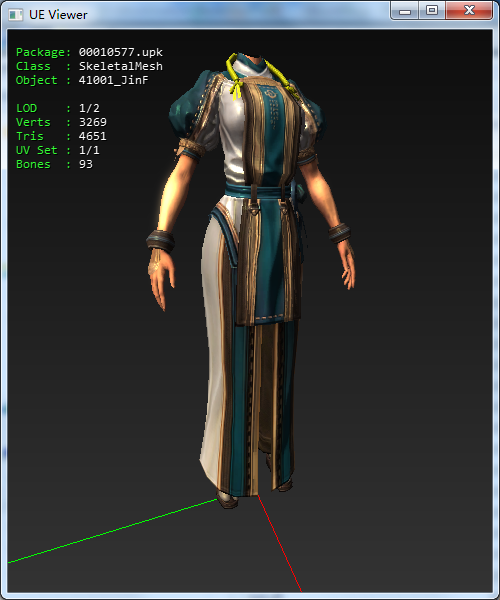 UE Viewer
Package: 00010577.upk
Class  : SkeletalMesh
Object : 41001_JinF
LOD    : 1/2
Verts  : 3269
Tris   : 4651
UV Set : 1/1
Bones  : 93